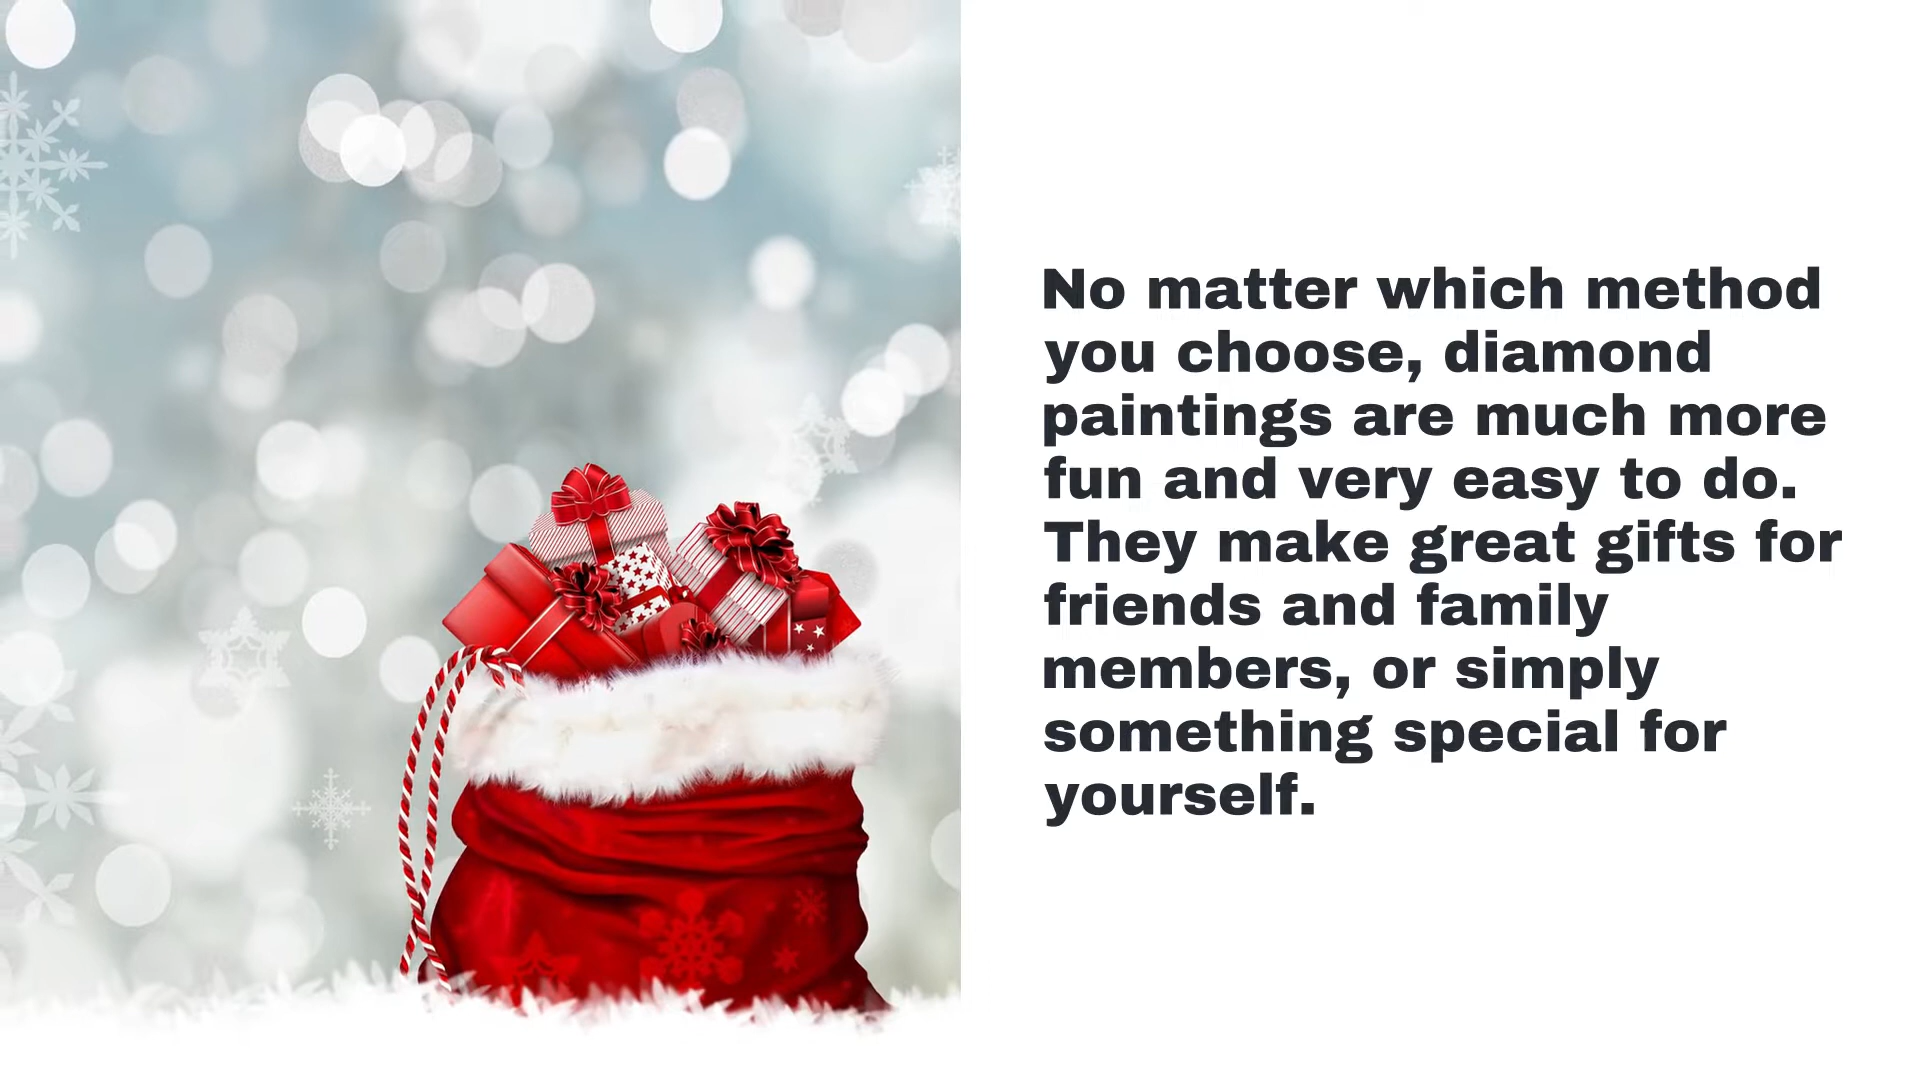 No matter which method
you choose, diamond
paintings are much more
fun and very easy to do.
They make great gifts for
friends and family
members, or simply
something special for
yourself.